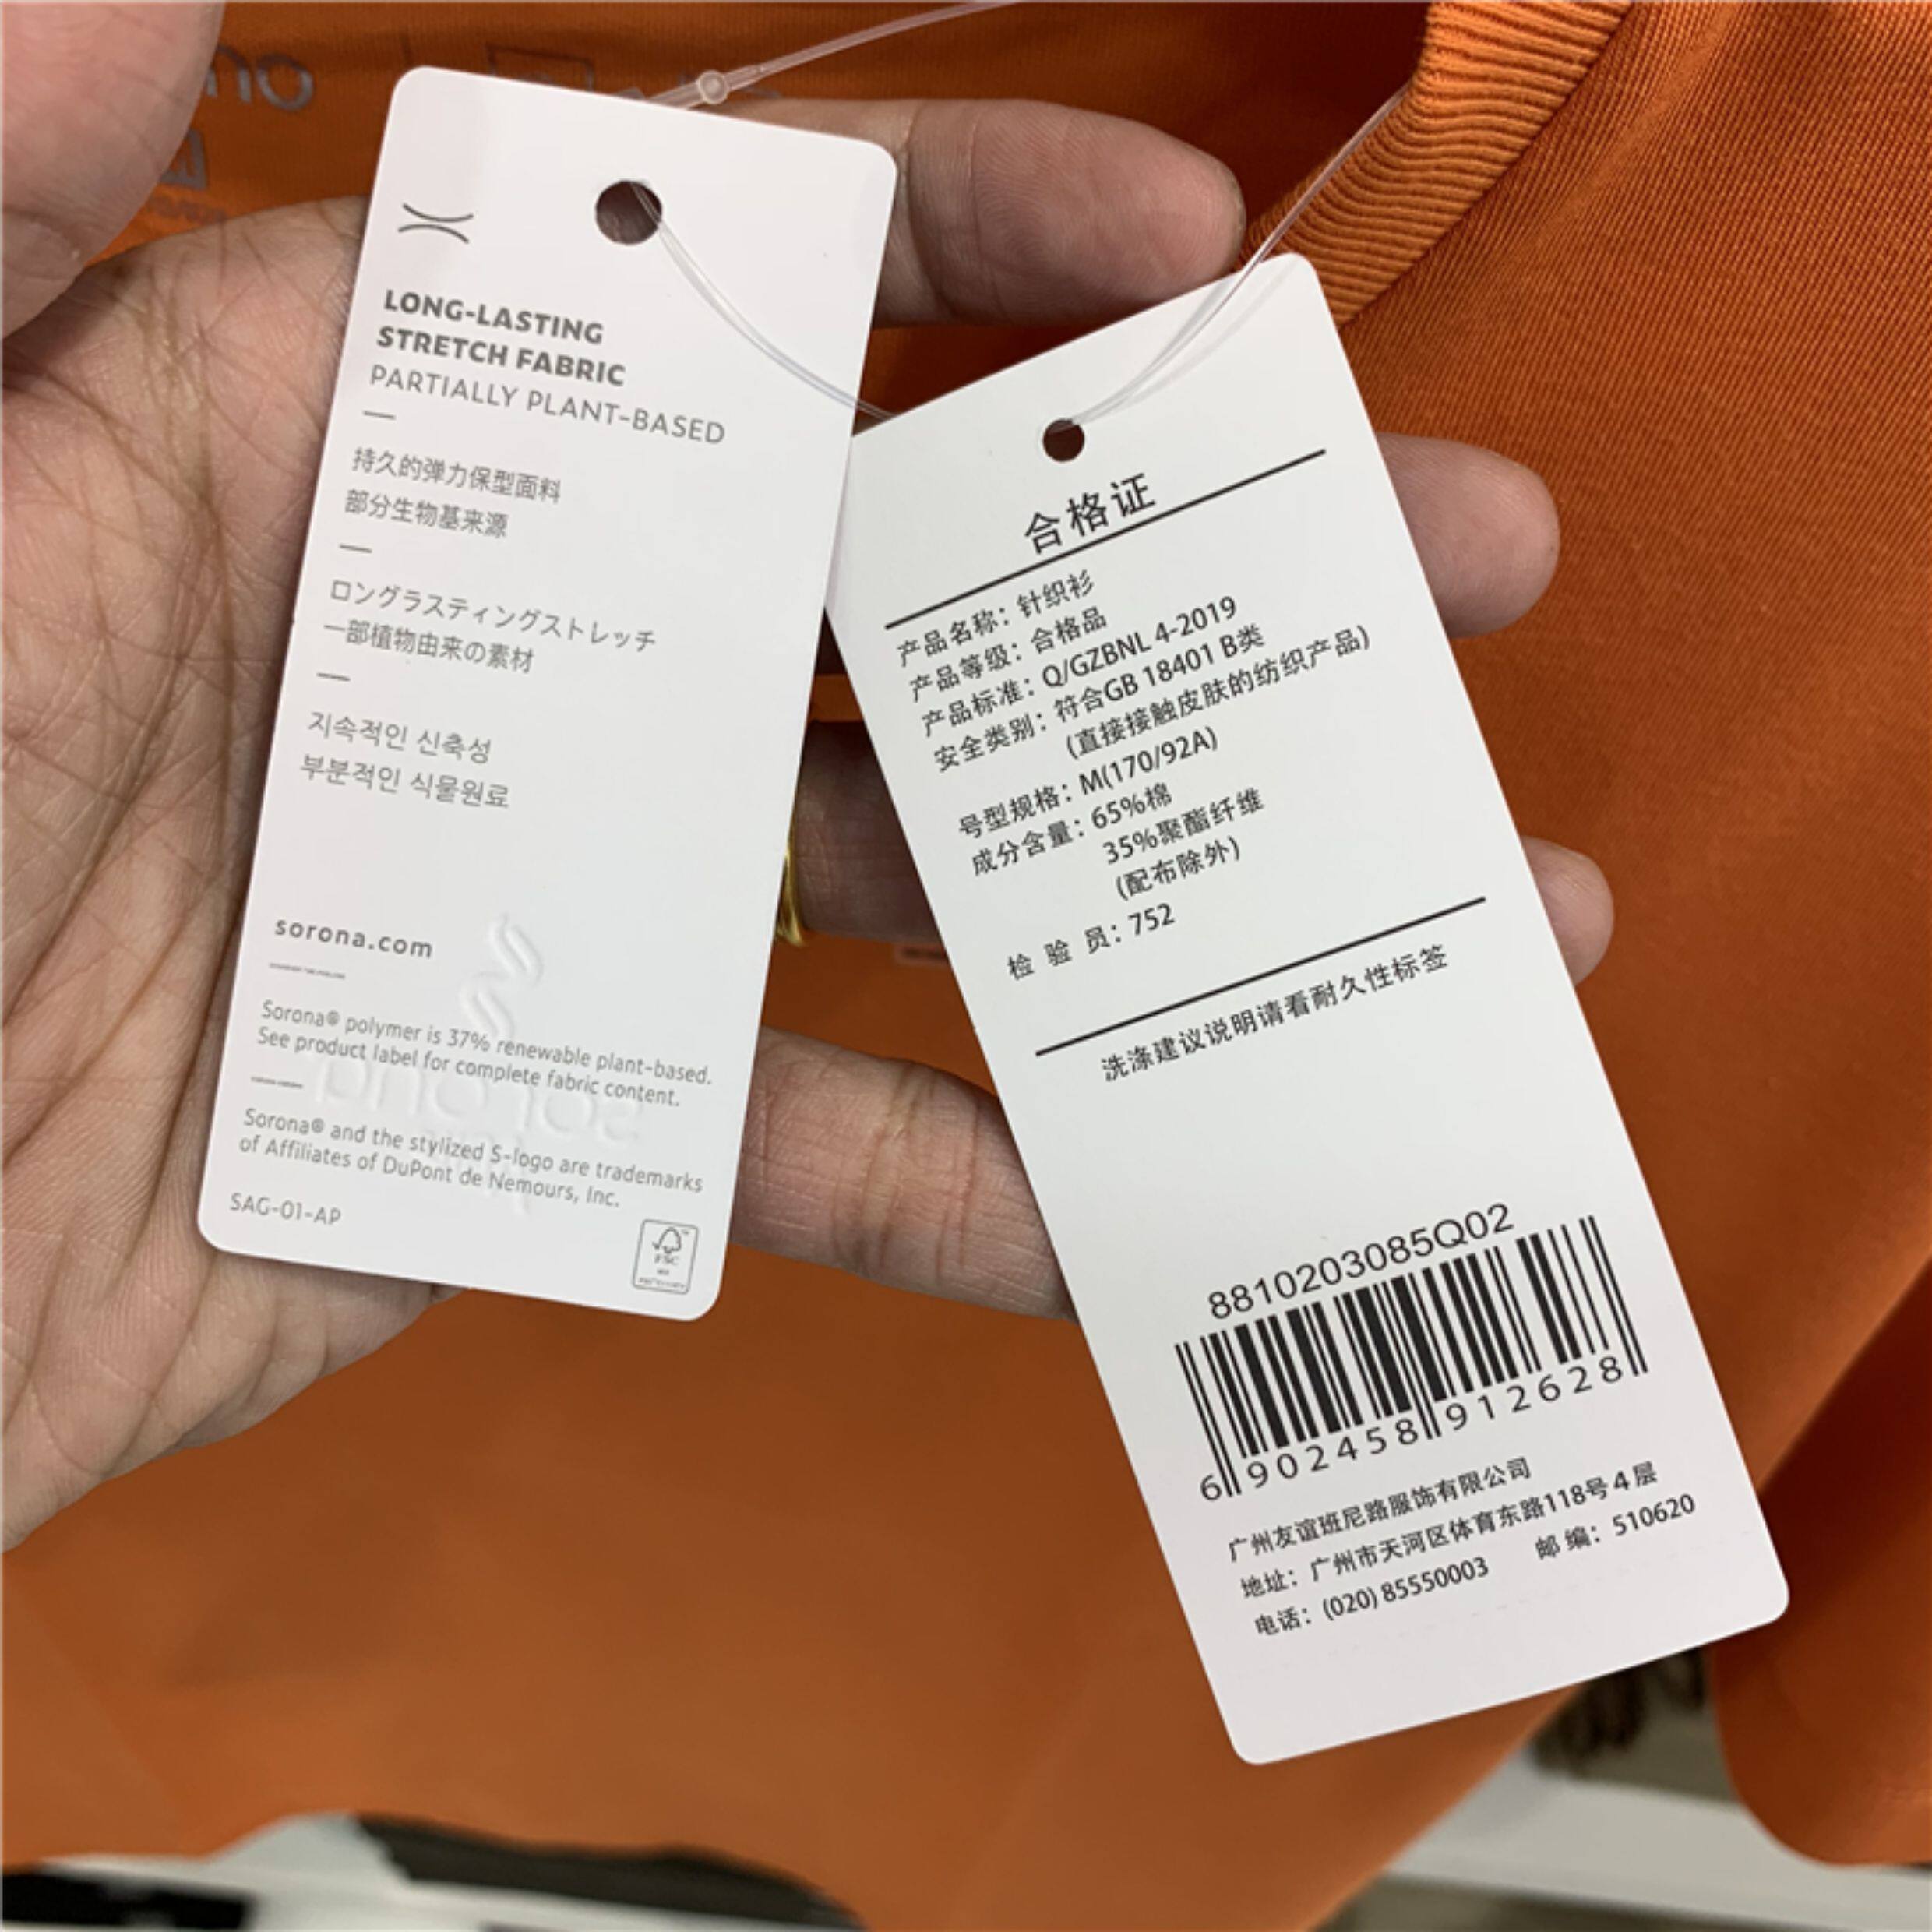 LONG-LASTING
STRETCH FABRIC
PARTIALLY PLANT-BASED
持久的弹力保型面料
部分生物基来源
ロングラスティングストレッチ
一部植物由来の素材
지속적인 신축성
부분적인 식물원료
sorona.com
Sorona® polymer is 37% renewable plant-based.
See product label for complete fabric content.
Sorona® and the stylized S-logo are trademarks
of Affiliates of DuPont de Nemours, Inc.
SAG-01-AP
FSC
sorona
合格证
产品名称：针织衫
产品等级：合格品
产品标准：Q/GZBNL 4-2019
安全类别：符合GB 18401 B类
(直接接触皮肤的纺织产品)
号型规格：M(170/92A)
成分含量：65%棉
35%聚酯纤维
(配布除外)
检 验 员：752
洗涤建议说明请看耐久性标签
8810203085Q02
6 902458 912628
广州友谊班尼路服饰有限公司
地址：广州市天河区体育东路118号4层
电话：(020) 85550003 邮 编：510620